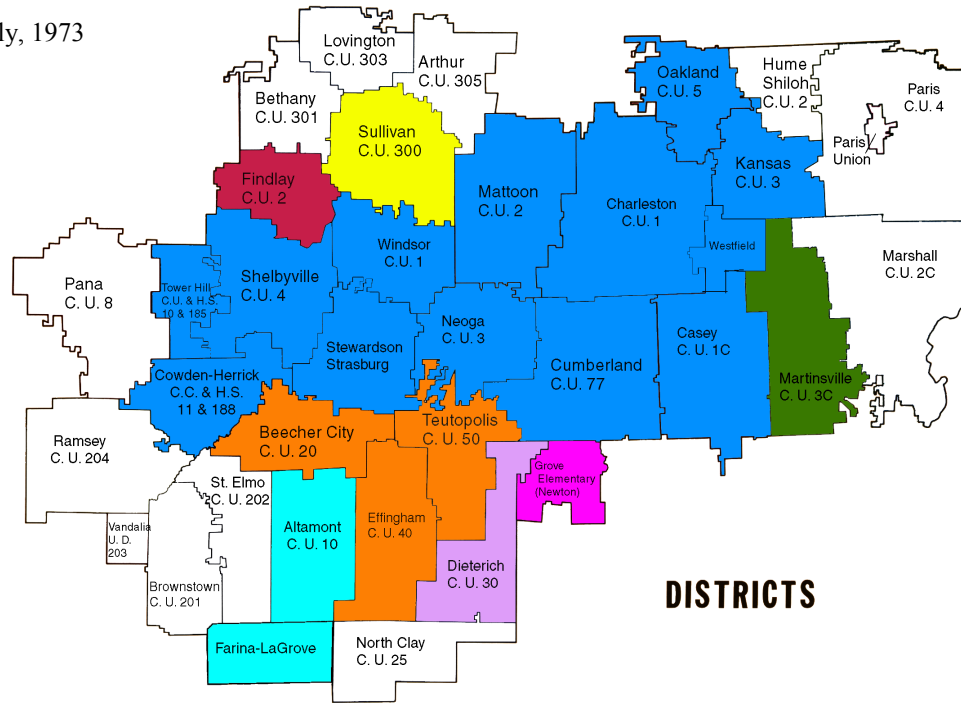 ly, 1973
Lovington
C.U. 303
Arthur
C.U. 305
Bethany
C.U. 301
Hume
Shiloh
C.U. 2
Paris
C.U. 4
Paris
Union
Oakland
C.U. 5
Sullivan
C.U. 300
Findlay
C.U. 2
Mattoon
C.U. 2
Kansas
C.U. 3
Charleston
C.U. 1
Windsor
C.U. 1
Westfield
Marshall
C.U. 2C
Pana
C. U. 8
Tower Hill
C.U. & H.S.
10 & 185
Shelbyville
C.U. 4
Neoga
C.U. 3
Stewardson
Strasburg
Casey
C.U. 1C
Cumberland
C.U. 77
Martinsville
C. U. 3C
Cowden-Herrick
C.C. & H.S.
11 & 188
Beecher City
C.U. 20
Teutopolis
C. U. 50
Ramsey
C. U. 204
St. Elmo
C.U. 202
Grove
Elementary
(Newton)
Vandalia
U. D.
203
Altamont
C. U. 10
Effingham
C.U. 40
Dieterich
C.U. 30
Brownstown
C. U. 201
DISTRICTS
Farina-LaGrove
North Clay
C. U. 25